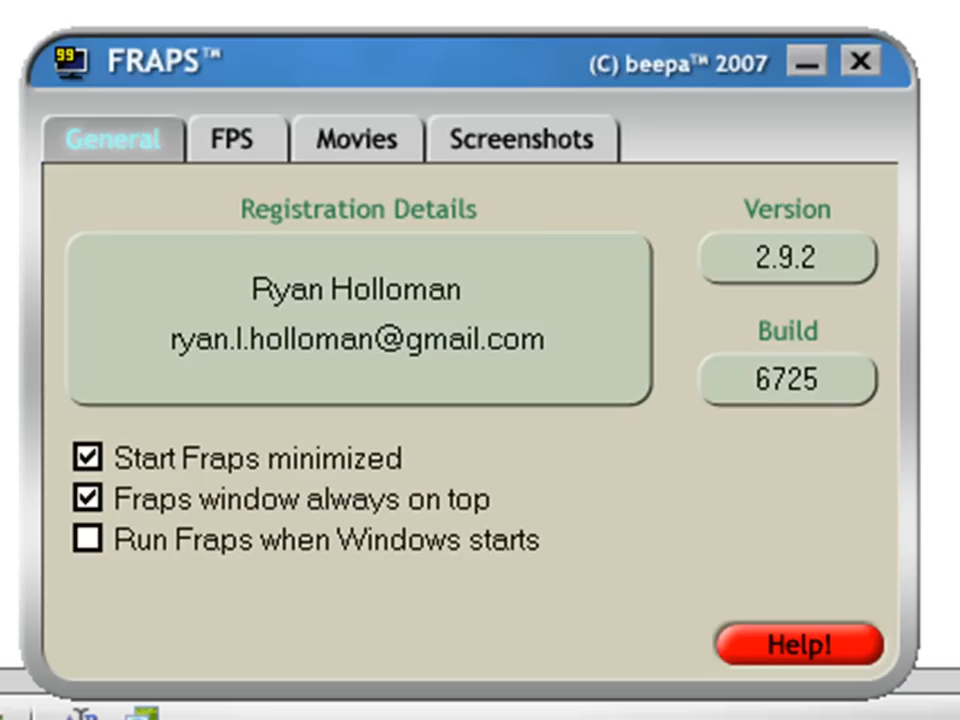 99 FRAPS™ (C) beepa™ 2007
General FPS Movies Screenshots
Registration Details
Ryan Holloman
ryan.l.holloman@gmail.com
Version
2.9.2
Build
6725
Start Fraps minimized
Fraps window always on top
Run Fraps when Windows starts
Help!